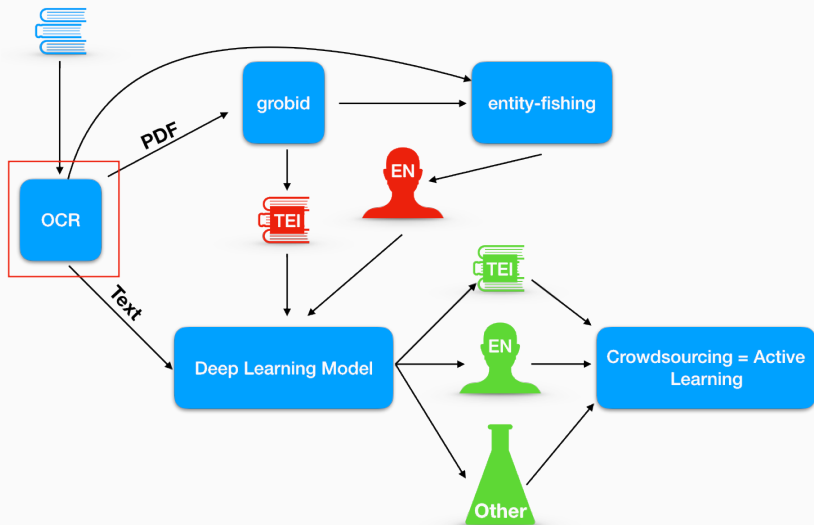 PDF
grobid
entity-fishing
EN
OCR
TEI
Text
TEI
EN
Deep Learning Model
Crowdsourcing = Active
Learning
Other